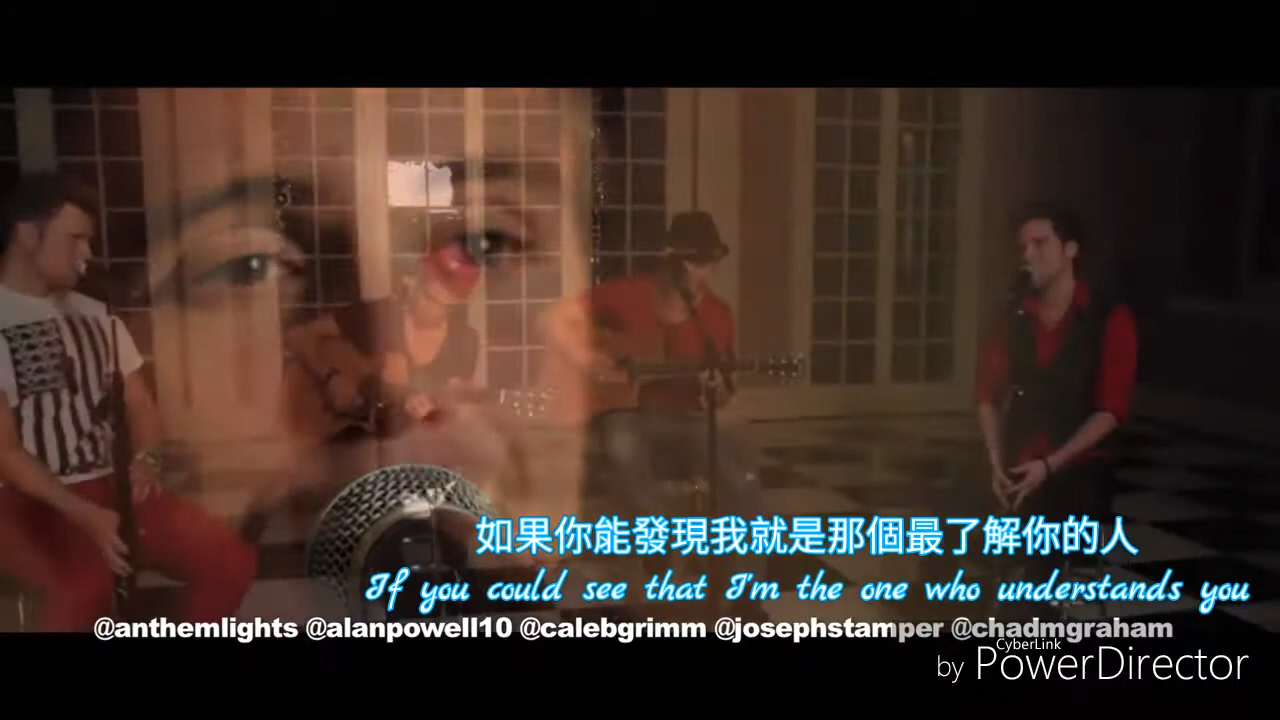 如果你能發現我就是那個最了解你的人
If you could see that I'm the one who understands you
@anthemlights @alanpowell10 @calebgrimm @josephstamper @chadmgraham
CyberLink
by PowerDirector